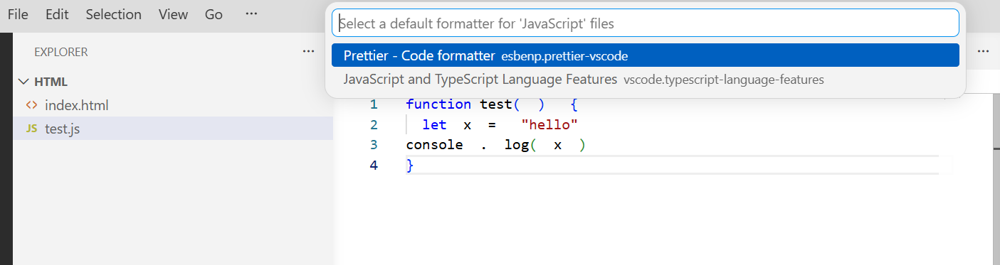 File Edit Selection View Go ···
Select a default formatter for 'JavaScript' files
Prettier - Code formatter esbenp.prettier-vscode
JavaScript and TypeScript Language Features vscode.typescript-language-features
EXPLORER ···
HTML
<> index.html
JS test.js
···
1 function test(  )   {
2   let  x  =   "hello"
3 console  .  log(  x  )
4 }